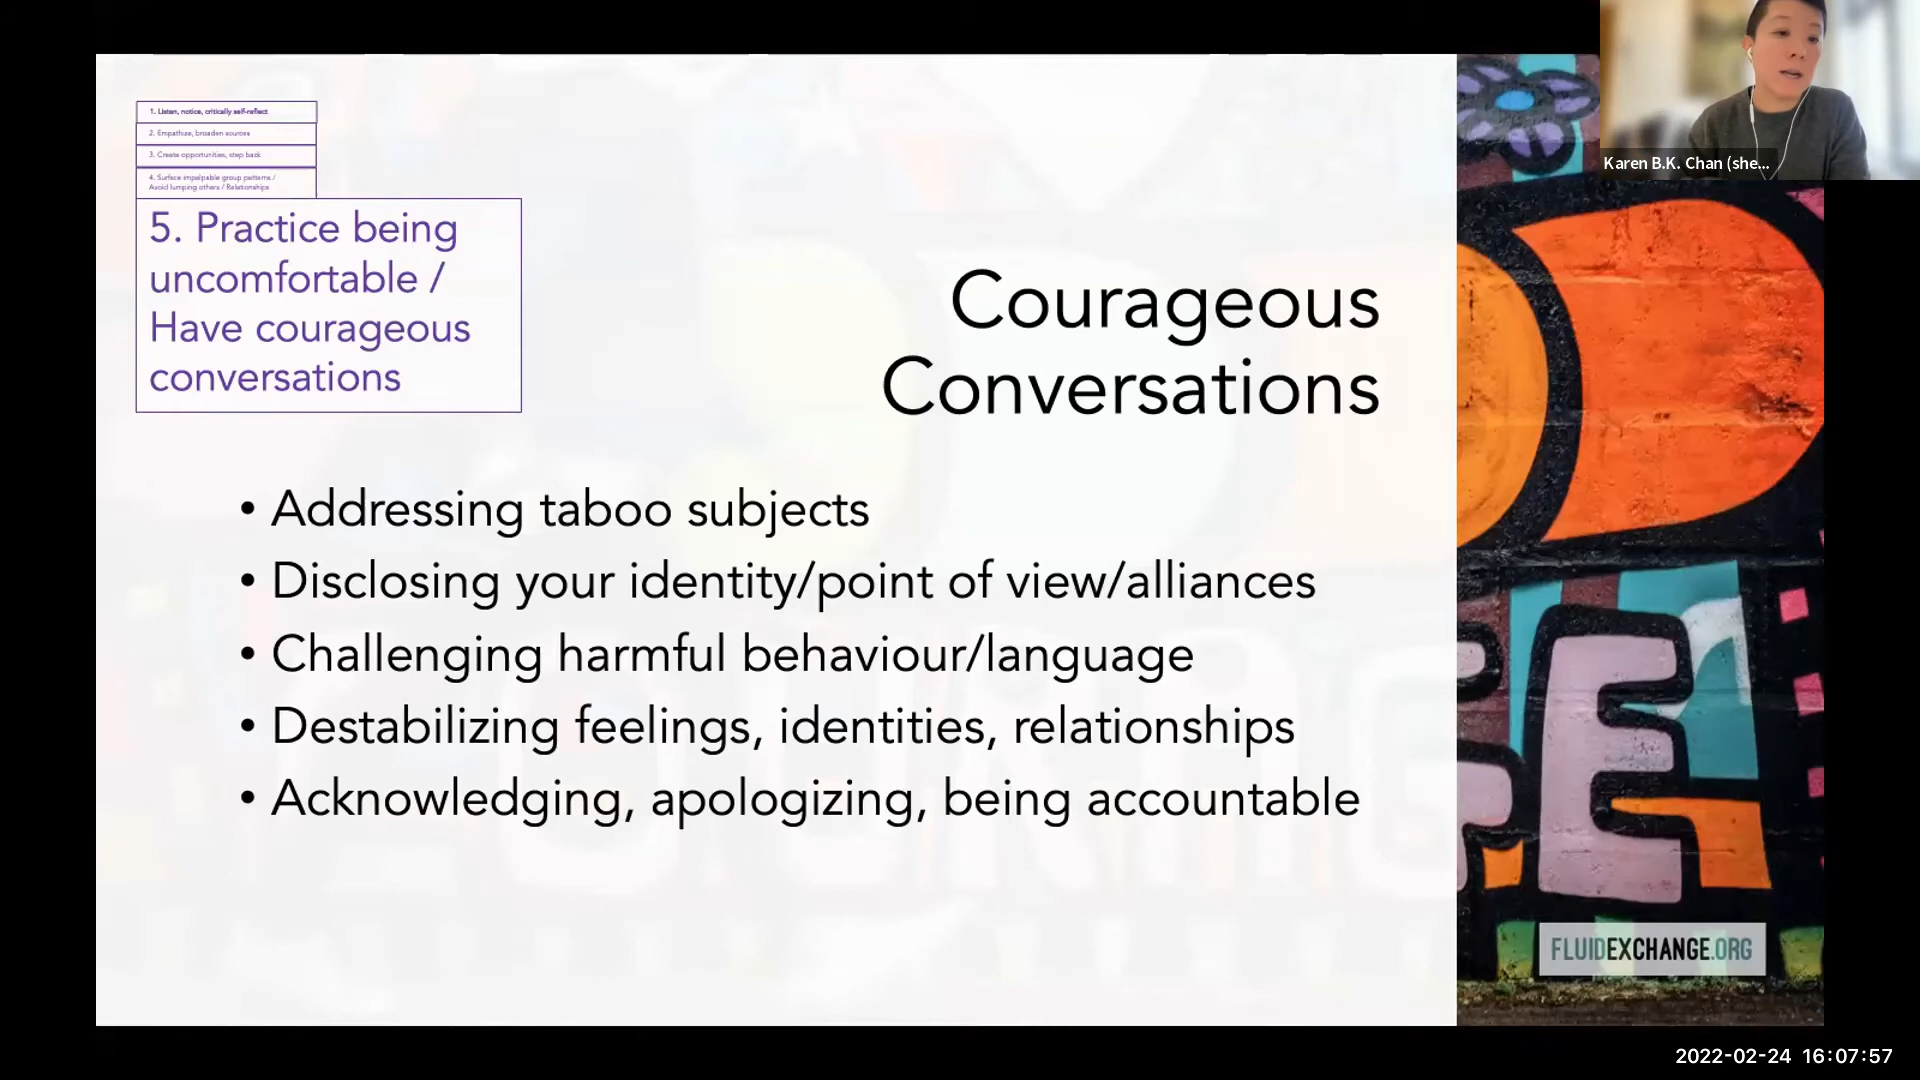 Karen B.K. Chan (she...
1. Listen, notice, critically self-reflect
2. Empathize, broaden sources
3. Create opportunities, step back
4. Surface impalpable group patterns /
Avoid lumping others / Relationships
5. Practice being
uncomfortable /
Have courageous
conversations
Courageous
Conversations
• Addressing taboo subjects
• Disclosing your identity/point of view/alliances
• Challenging harmful behaviour/language
• Destabilizing feelings, identities, relationships
• Acknowledging, apologizing, being accountable
E
FLUIDEXCHANGE.ORG
2022-02-24 16:07:57